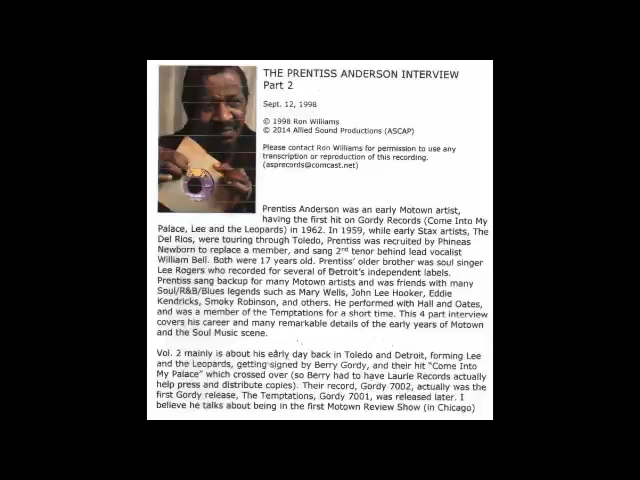 THE PRENTISS ANDERSON INTERVIEW
Part 2
Sept. 12, 1998
© 1998 Ron Williams
© 2014 Allied Sound Productions (ASCAP)
Please contact Ron Williams for permission to use any
transcription or reproduction of this recording.
(asprecords@comcast.net)
Prentiss Anderson was an early Motown artist,
having the first hit on Gordy Records (Come Into My
Palace, Lee and the Leopards) in 1962. In 1959, while early Stax artists, The
Del Rios, were touring through Toledo, Prentiss was recruited by Phineas
Newborn to replace a member, and sang 2nd tenor behind lead vocalist
William Bell. Both were 17 years old. Prentiss' older brother was soul singer
Lee Rogers who recorded for several of Detroit's independent labels.
Prentiss sang backup for many Motown artists and was friends with many
Soul/R&B/Blues legends such as Mary Wells, John Lee Hooker, Eddie
Kendricks, Smoky Robinson, and others. He performed with Hall and Oates,
and was a member of the Temptations for a short time. This 4 part interview
covers his career and many remarkable details of the early years of Motown
and the Soul Music scene.
Vol. 2 mainly is about his early day back in Toledo and Detroit, forming Lee
and the Leopards, getting signed by Berry Gordy, and their hit "Come Into
My Palace" which crossed over (so Berry had to have Laurie Records actually
help press and distribute copies). Their record, Gordy 7002, actually was the
first Gordy release, The Temptations, Gordy 7001, was released later. I
believe he talks about being in the first Motown Review Show (in Chicago)